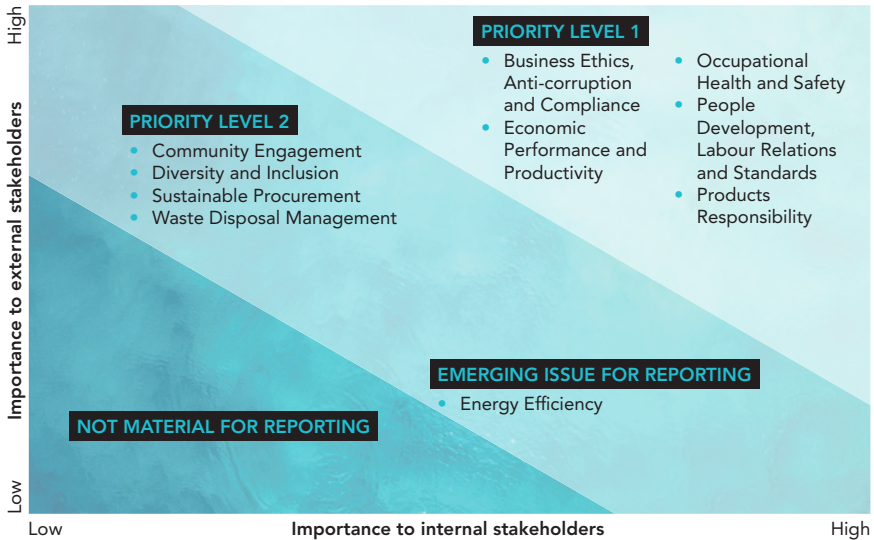 High
Importance to external stakeholders
Low
PRIORITY LEVEL 1
• Business Ethics,
Anti-corruption
and Compliance
• Economic
Performance and
Productivity
• Occupational
Health and Safety
• People
Development,
Labour Relations
and Standards
• Products
Responsibility
PRIORITY LEVEL 2
• Community Engagement
• Diversity and Inclusion
• Sustainable Procurement
• Waste Disposal Management
EMERGING ISSUE FOR REPORTING
• Energy Efficiency
NOT MATERIAL FOR REPORTING
Low
Importance to internal stakeholders
High